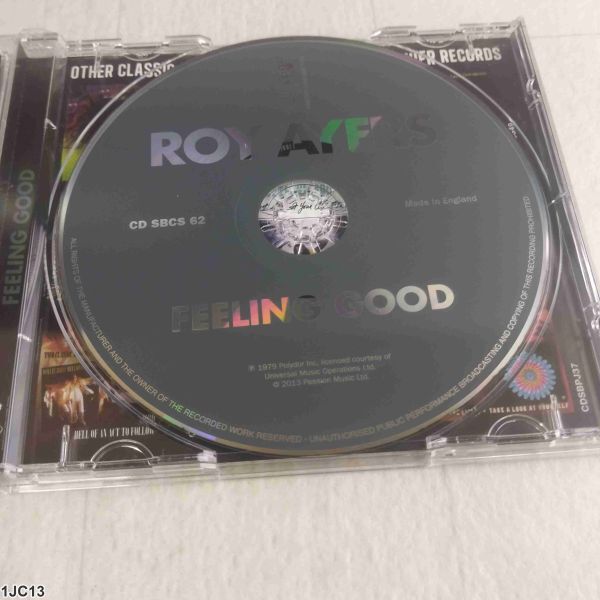 OTHER CLASSIC
RECORDS
ROY AYERS
CD SBCS 62
Made in England
FEELING GOOD
℗ 1979 Polydor Inc, licensed courtesy of
Universal Music Operations Ltd.
© 2013 Passion Music Ltd.
ALL RIGHTS OF THE MANUFACTURER AND THE OWNER OF THE RECORDED WORK RESERVED - UNAUTHORISED PUBLIC PERFORMANCE BROADCASTING AND COPYING OF THIS RECORDING PROHIBITED
FEELING GOOD
HELL OF AN ACT TO FOLLOW
TAKE A LOOK AT YOURSELF
CDSBPJ37
1JC13